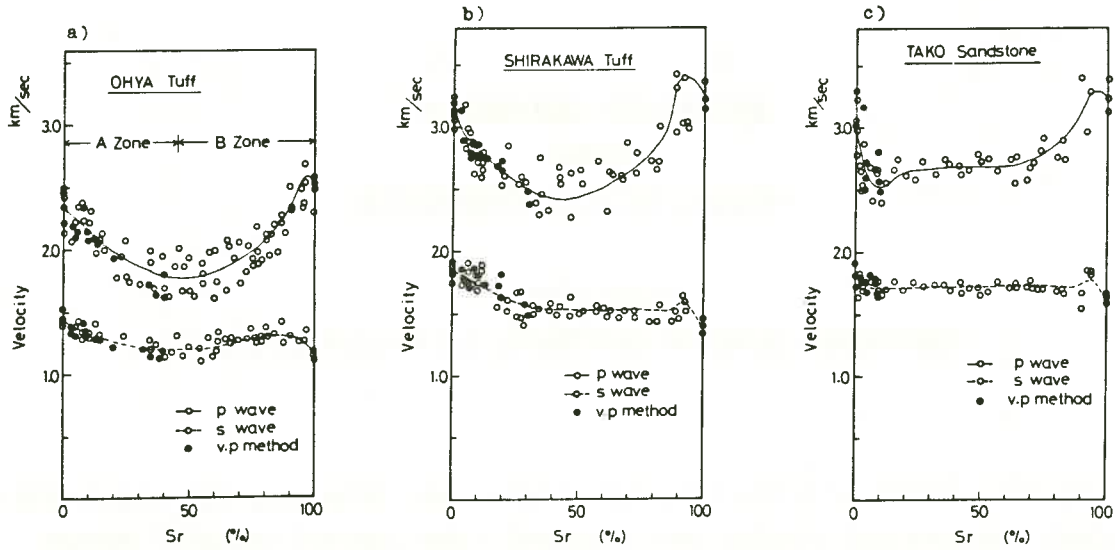 a)
OHYA Tuff
km/sec
3.0
A Zone
B Zone
2.0
Velocity
1.0
p wave
s wave
v.p method
0 50 100
Sr (%)
b)
SHIRAKAWA Tuff
km/sec
3.0
2.0
Velocity
1.0
p wave
s wave
v.p method
0 50 100
Sr (%)
c)
TAKO Sandstone
km/sec
3.0
2.0
Velocity
1.0
p wave
s wave
v.p method
0 50 100
Sr (%)